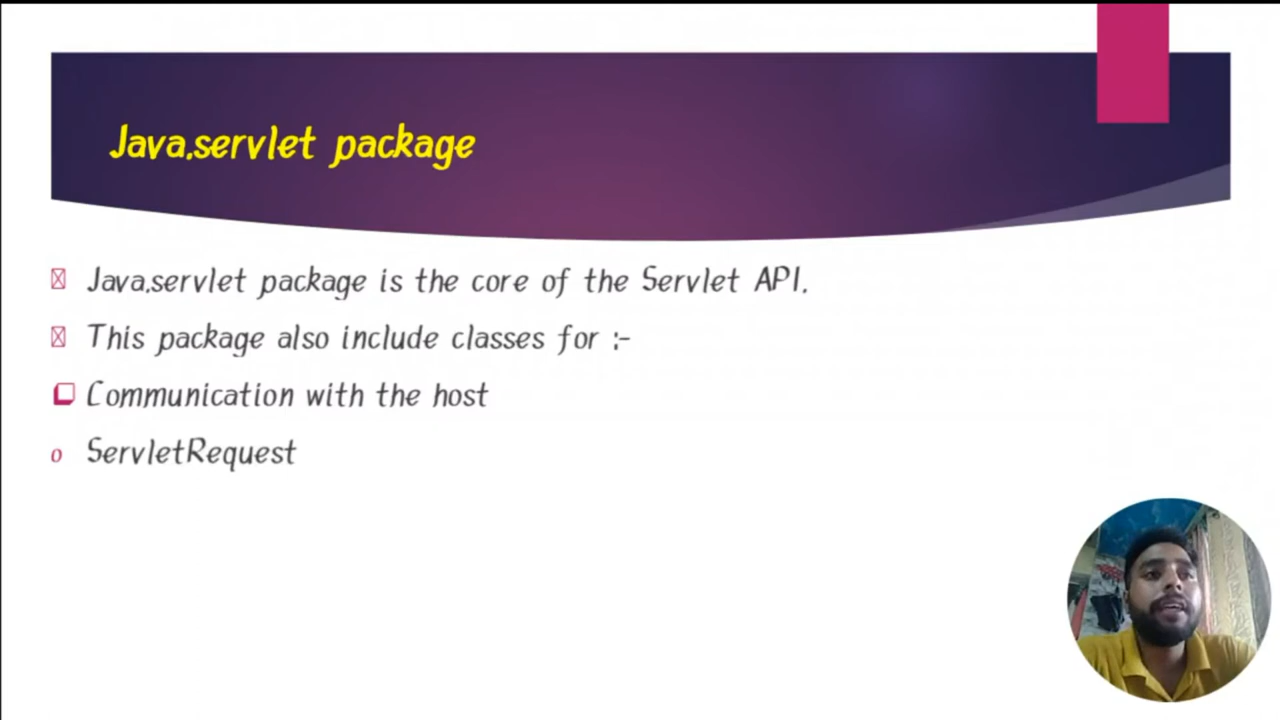 Java.servlet package
Java.servlet package is the core of the Servlet API.
This package also include classes for :-
Communication with the host
o ServletRequest